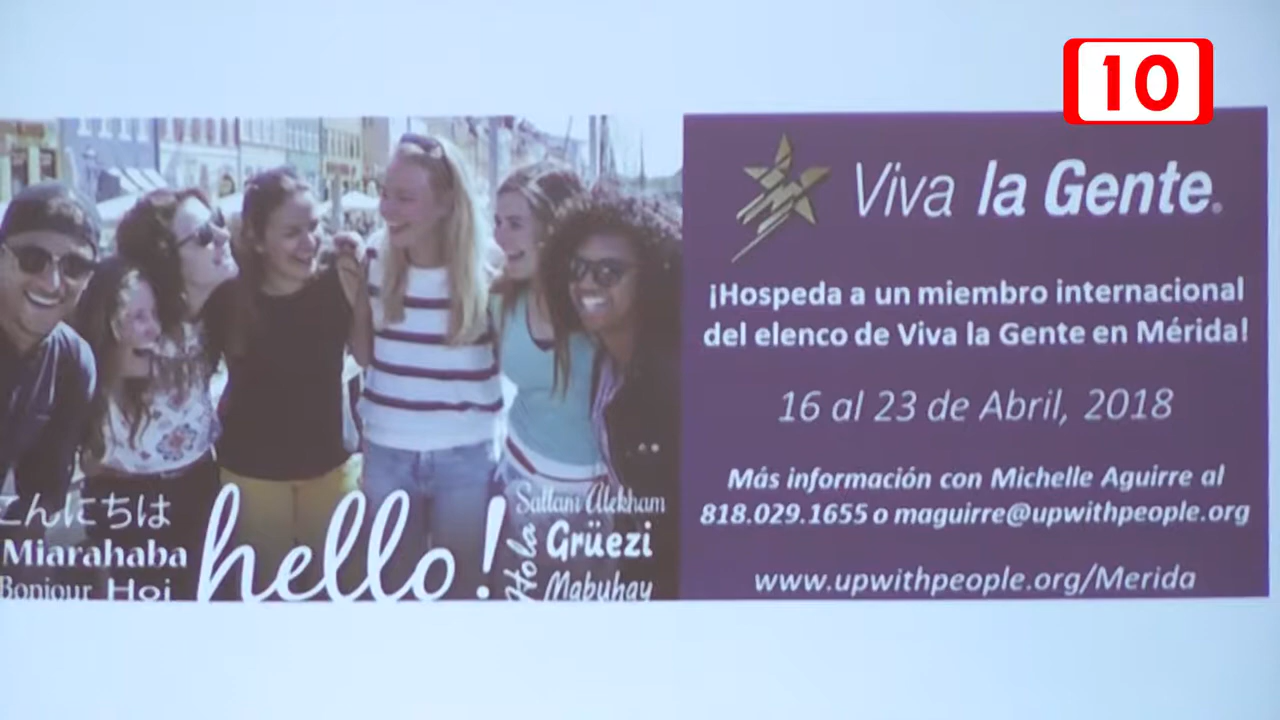 10
Viva la Gente.
¡Hospeda a un miembro internacional
del elenco de Viva la Gente en Mérida!
16 al 23 de Abril, 2018
Más información con Michelle Aguirre al
818.029.1655 o maguirre@upwithpeople.org
www.upwithpeople.org/Merida
こんにちは
Miarahaba
Bonjour Hoi
hello!
Hola
Sallam Alekham
Grüezi
Mabuhay